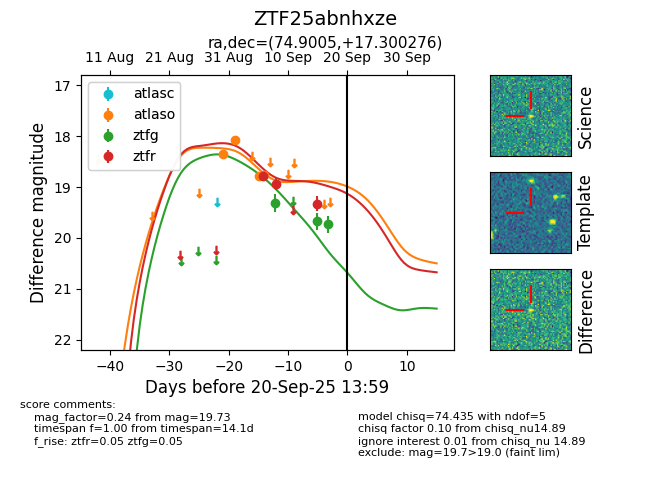 ZTF25abnhxze
ra,dec=(74.9005,+17.300276)
11 Aug 21 Aug 31 Aug 10 Sep 20 Sep 30 Sep
17
18
19
20
21
22
Difference magnitude
atlasc
atlaso
ztfg
ztfr
−40 −30 −20 −10 0 10
Days before 20-Sep-25 13:59
Science
Template
Difference
score comments:
mag_factor=0.24 from mag=19.73
timespan f=1.00 from timespan=14.1d
f_rise: ztfr=0.05 ztfg=0.05
model chisq=74.435 with ndof=5
chisq factor 0.10 from chisq_nu14.89
ignore interest 0.01 from chisq_nu 14.89
exclude: mag=19.7>19.0 (faint lim)